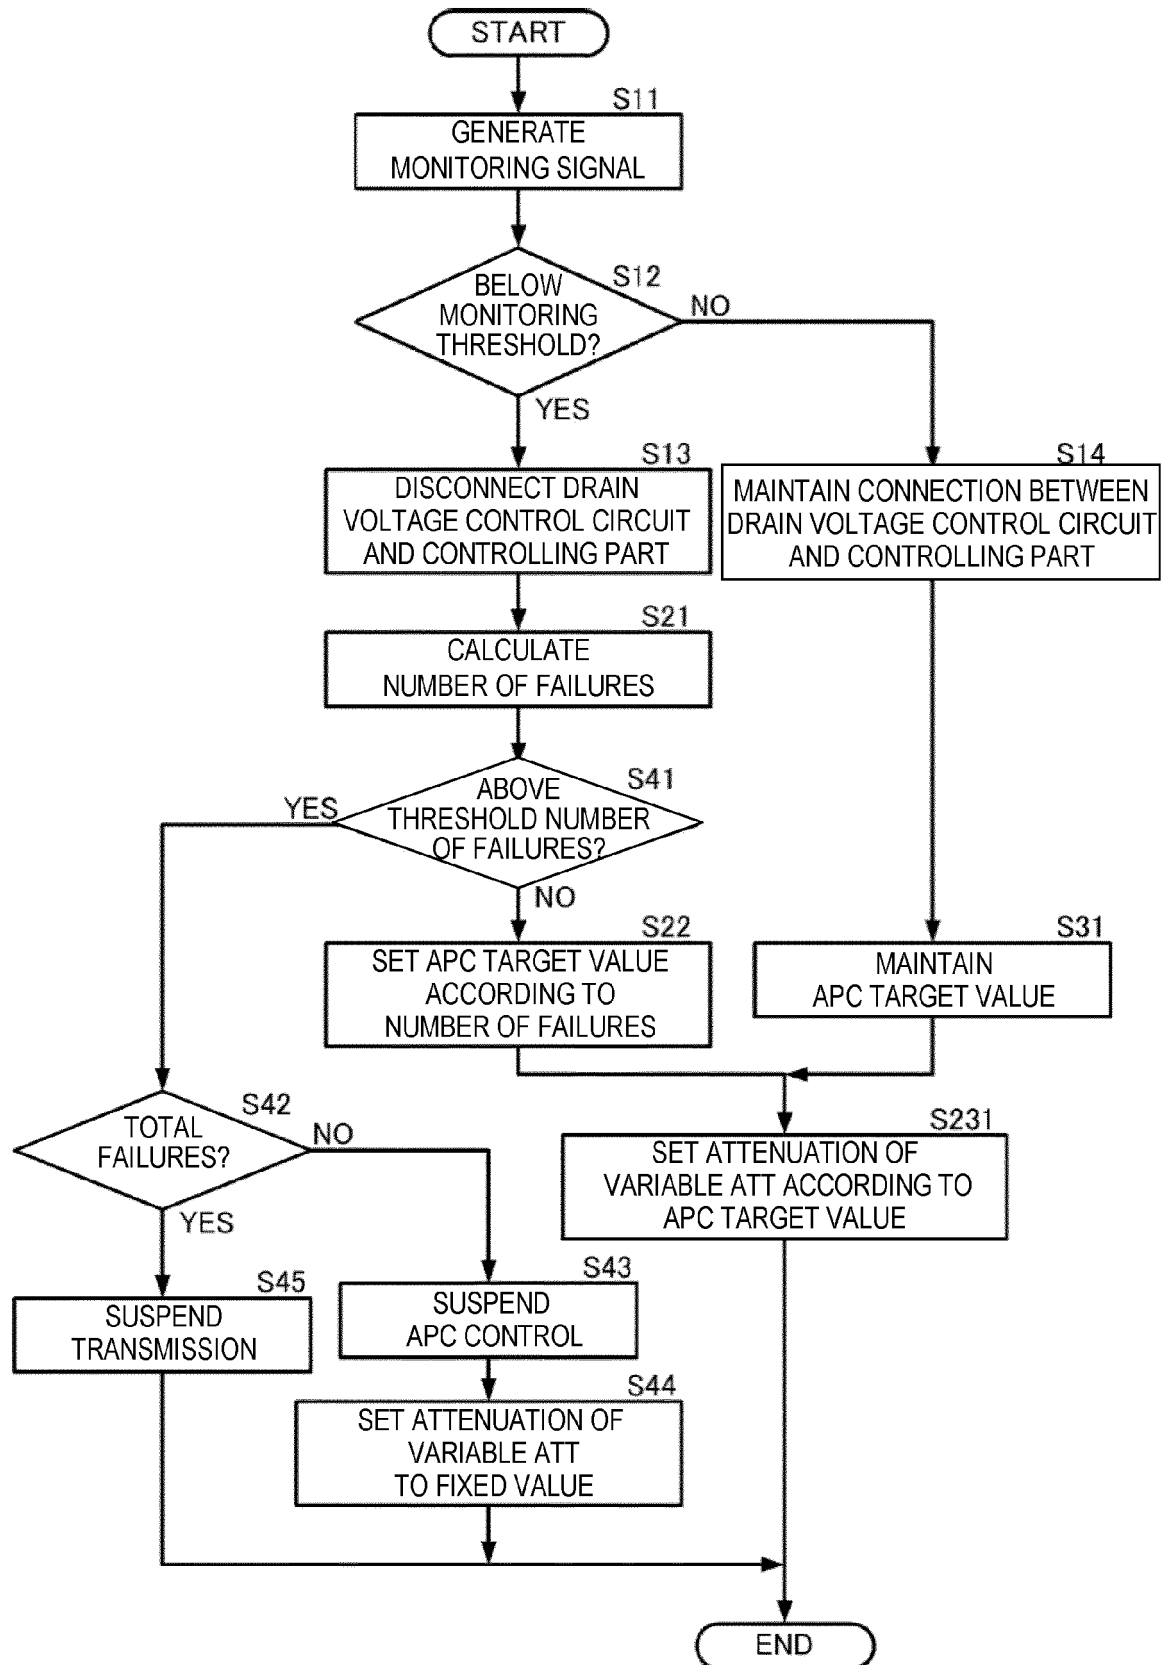 START
S11
GENERATE
MONITORING SIGNAL
S12
BELOW
MONITORING
THRESHOLD?
NO
YES
S13
DISCONNECT DRAIN
VOLTAGE CONTROL CIRCUIT
AND CONTROLLING PART
S14
MAINTAIN CONNECTION BETWEEN
DRAIN VOLTAGE CONTROL CIRCUIT
AND CONTROLLING PART
S21
CALCULATE
NUMBER OF FAILURES
S41
ABOVE
THRESHOLD NUMBER
OF FAILURES?
YES
NO
S22
SET APC TARGET VALUE
ACCORDING TO
NUMBER OF FAILURES
S31
MAINTAIN
APC TARGET VALUE
S42
TOTAL
FAILURES?
NO
YES
S231
SET ATTENUATION OF
VARIABLE ATT ACCORDING TO
APC TARGET VALUE
S45
SUSPEND
TRANSMISSION
S43
SUSPEND
APC CONTROL
S44
SET ATTENUATION OF
VARIABLE ATT
TO FIXED VALUE
END